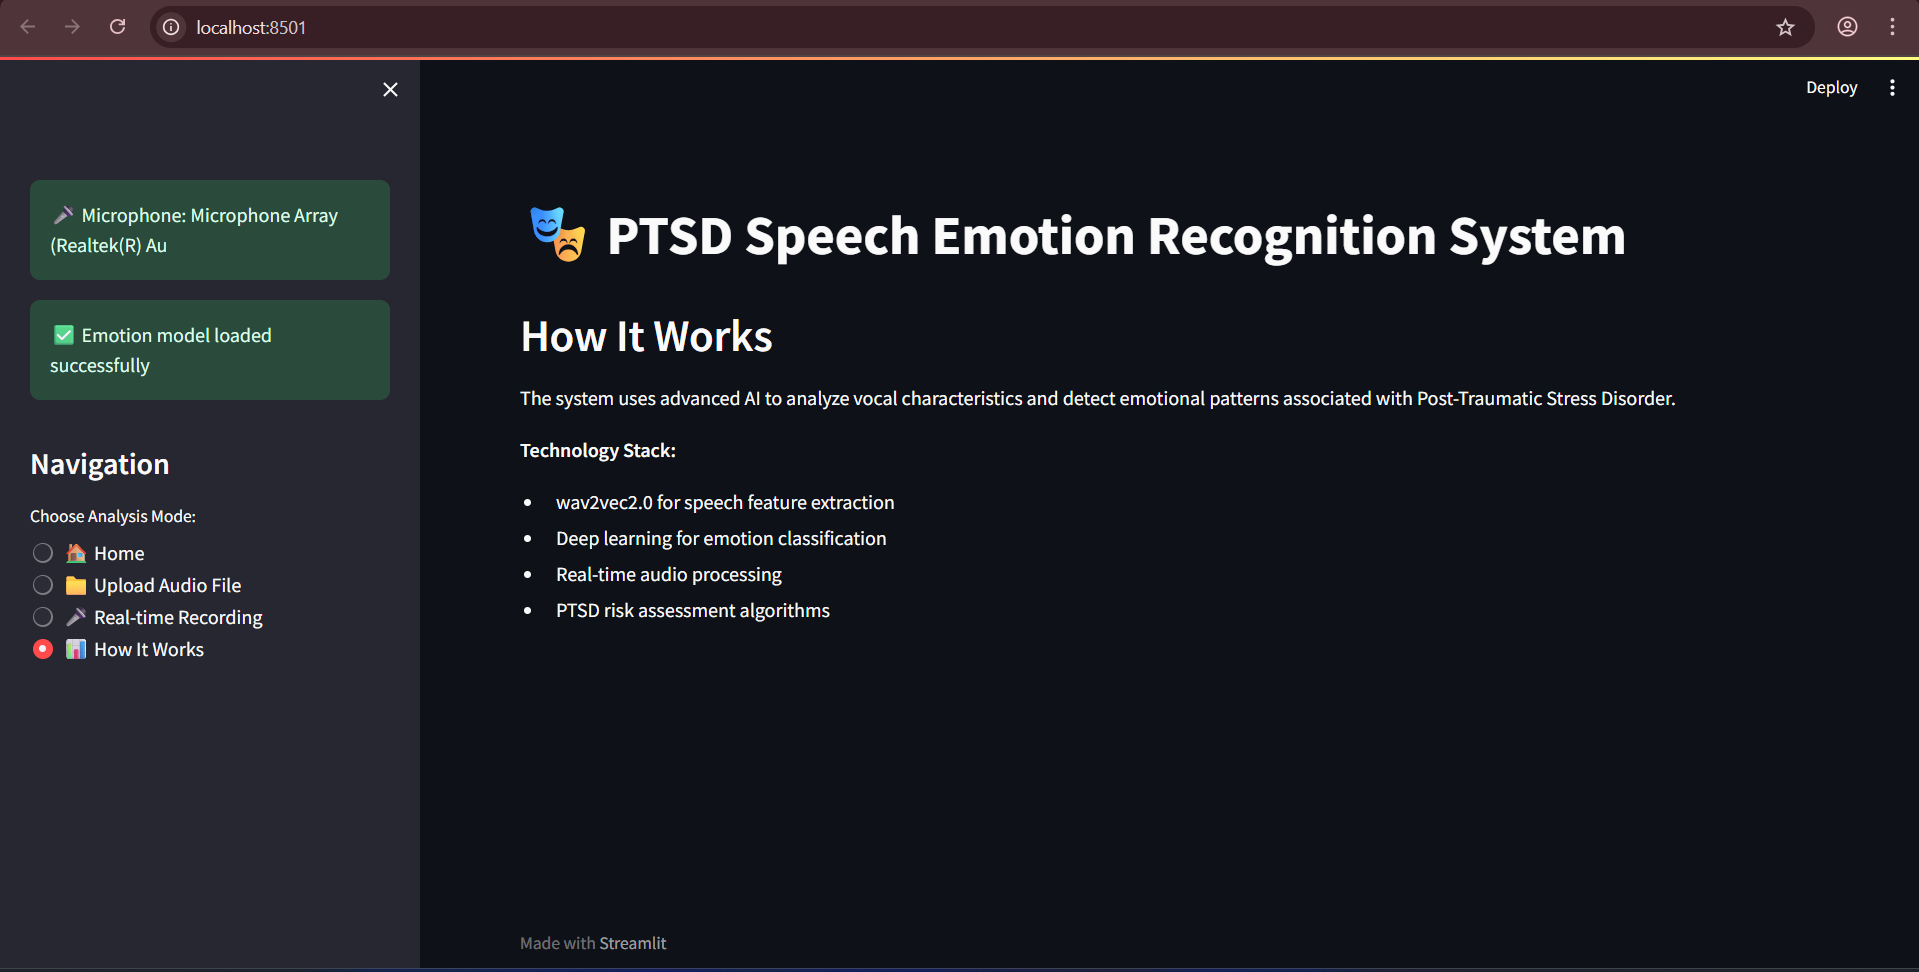 localhost:8501
Deploy
🎤 Microphone: Microphone Array
(Realtek(R) Au
✅ Emotion model loaded
successfully
Navigation
Choose Analysis Mode:
🏠 Home
📁 Upload Audio File
🎤 Real-time Recording
📊 How It Works
🎭 PTSD Speech Emotion Recognition System
How It Works
The system uses advanced AI to analyze vocal characteristics and detect emotional patterns associated with Post-Traumatic Stress Disorder.
Technology Stack:
• wav2vec2.0 for speech feature extraction
• Deep learning for emotion classification
• Real-time audio processing
• PTSD risk assessment algorithms
Made with Streamlit